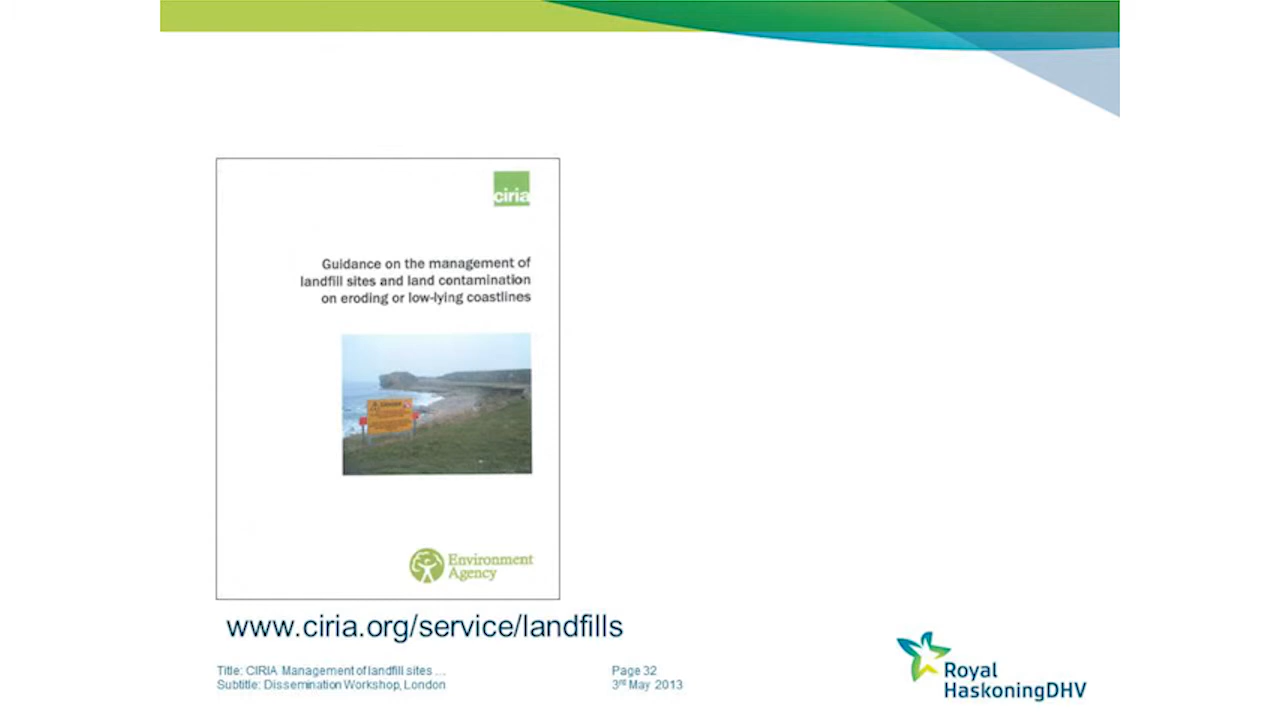 ciria
Guidance on the management of
landfill sites and land contamination
on eroding or low-lying coastlines
DANGER
Environment
Agency
www.ciria.org/service/landfills
Title: CIRIA Management of landfill sites ...
Subtitle: Dissemination Workshop, London
Page 32
3rd May 2013
Royal
HaskoningDHV